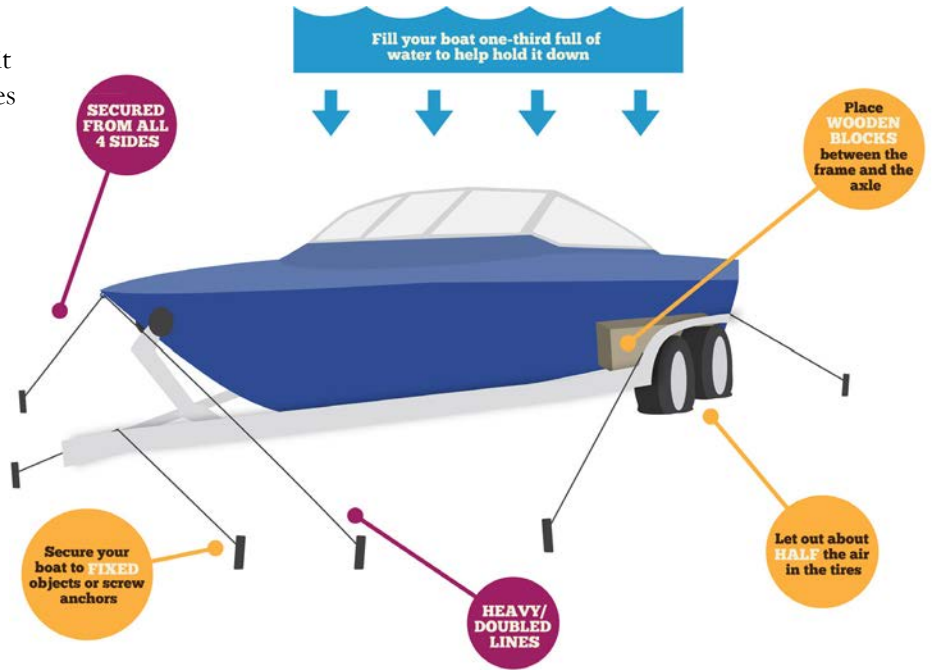 Fill your boat one-third full of
water to help hold it down
it
es
SECURED
FROM ALL
4 SIDES
Place
WOODEN
BLOCKS
between the
frame and the
axle
Secure your
boat to FIXED
objects or screw
anchors
HEAVY/
DOUBLED
LINES
Let out about
HALF the air
in the tires